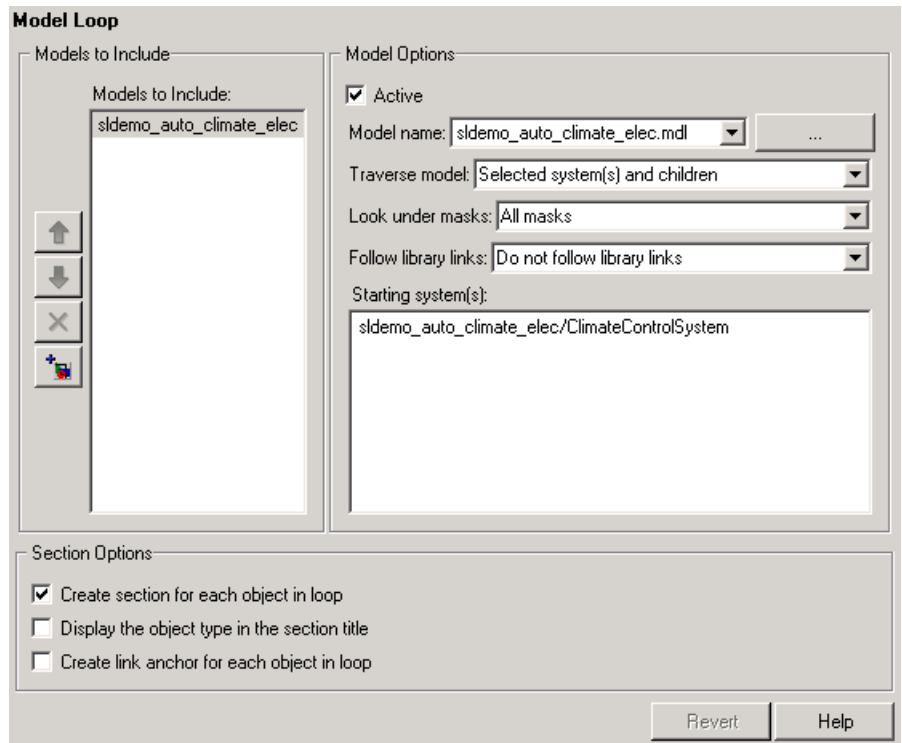 Model Loop
Models to Include
Models to Include:
sldemo_auto_climate_elec
Model Options
Active
Model name: sldemo_auto_climate_elec.mdl
...
Traverse model: Selected system(s) and children
Look under masks: All masks
Follow library links: Do not follow library links
Starting system(s):
sldemo_auto_climate_elec/ClimateControlSystem
Section Options
Create section for each object in loop
Display the object type in the section title
Create link anchor for each object in loop
Revert
Help